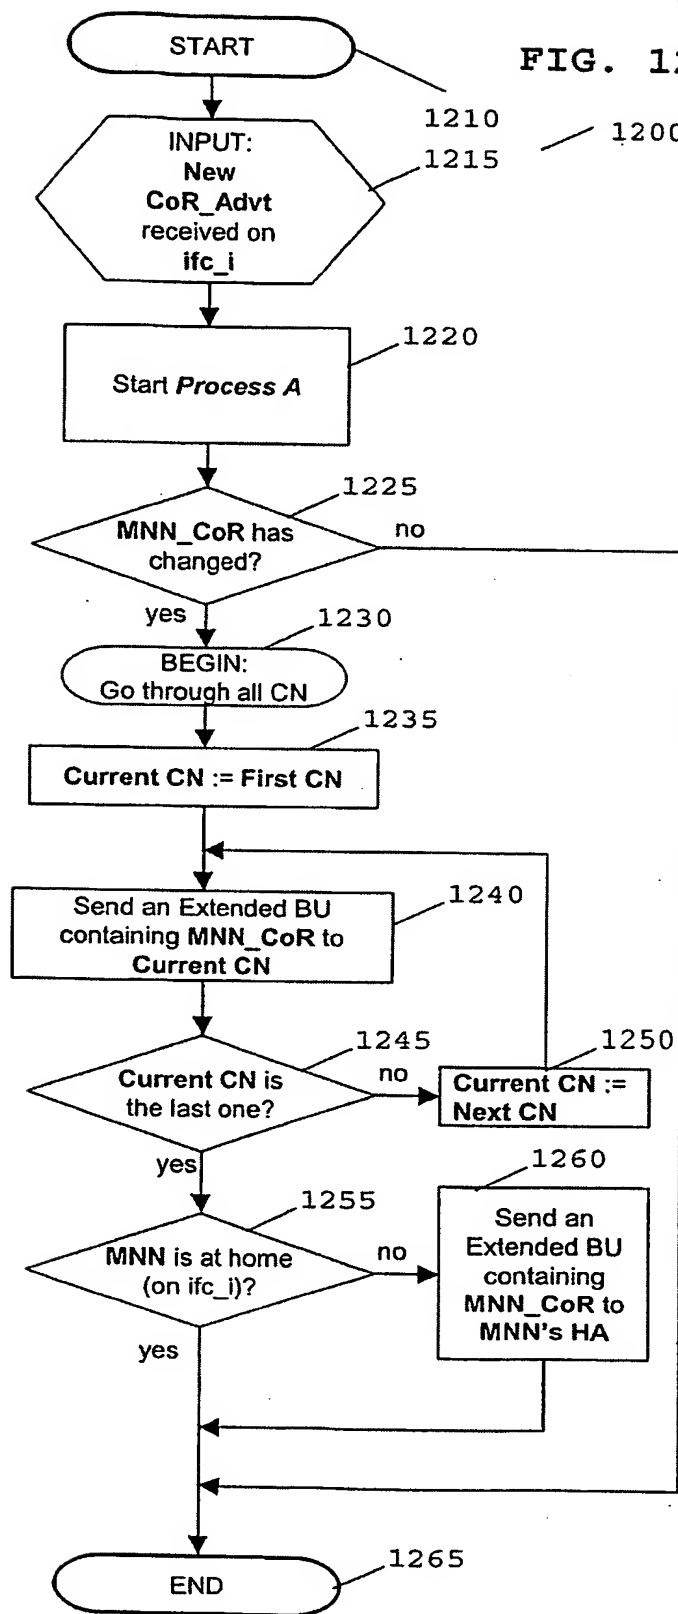 START
FIG. 12
1210
1200
INPUT:
New
CoR_Advt
received on
ifc_i
1215
1220
Start Process A
1225
MNN_CoR has
changed?
no
yes
1230
BEGIN:
Go through all CN
1235
Current CN := First CN
1240
Send an Extended BU
containing MNN_CoR to
Current CN
1245
Current CN is
the last one?
no
1250
Current CN :=
Next CN
yes
1255
MNN is at home
(on ifc_i)?
no
1260
Send an
Extended BU
containing
MNN_CoR to
MNN's HA
yes
1265
END